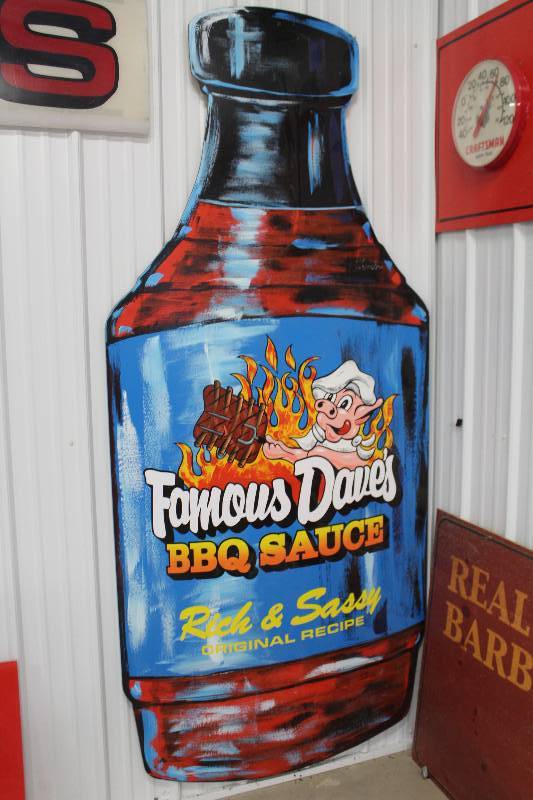 S
CRAFTSMAN
Famous Dave's
BBQ SAUCE
Rich & Sassy
ORIGINAL RECIPE
REAL
BARB